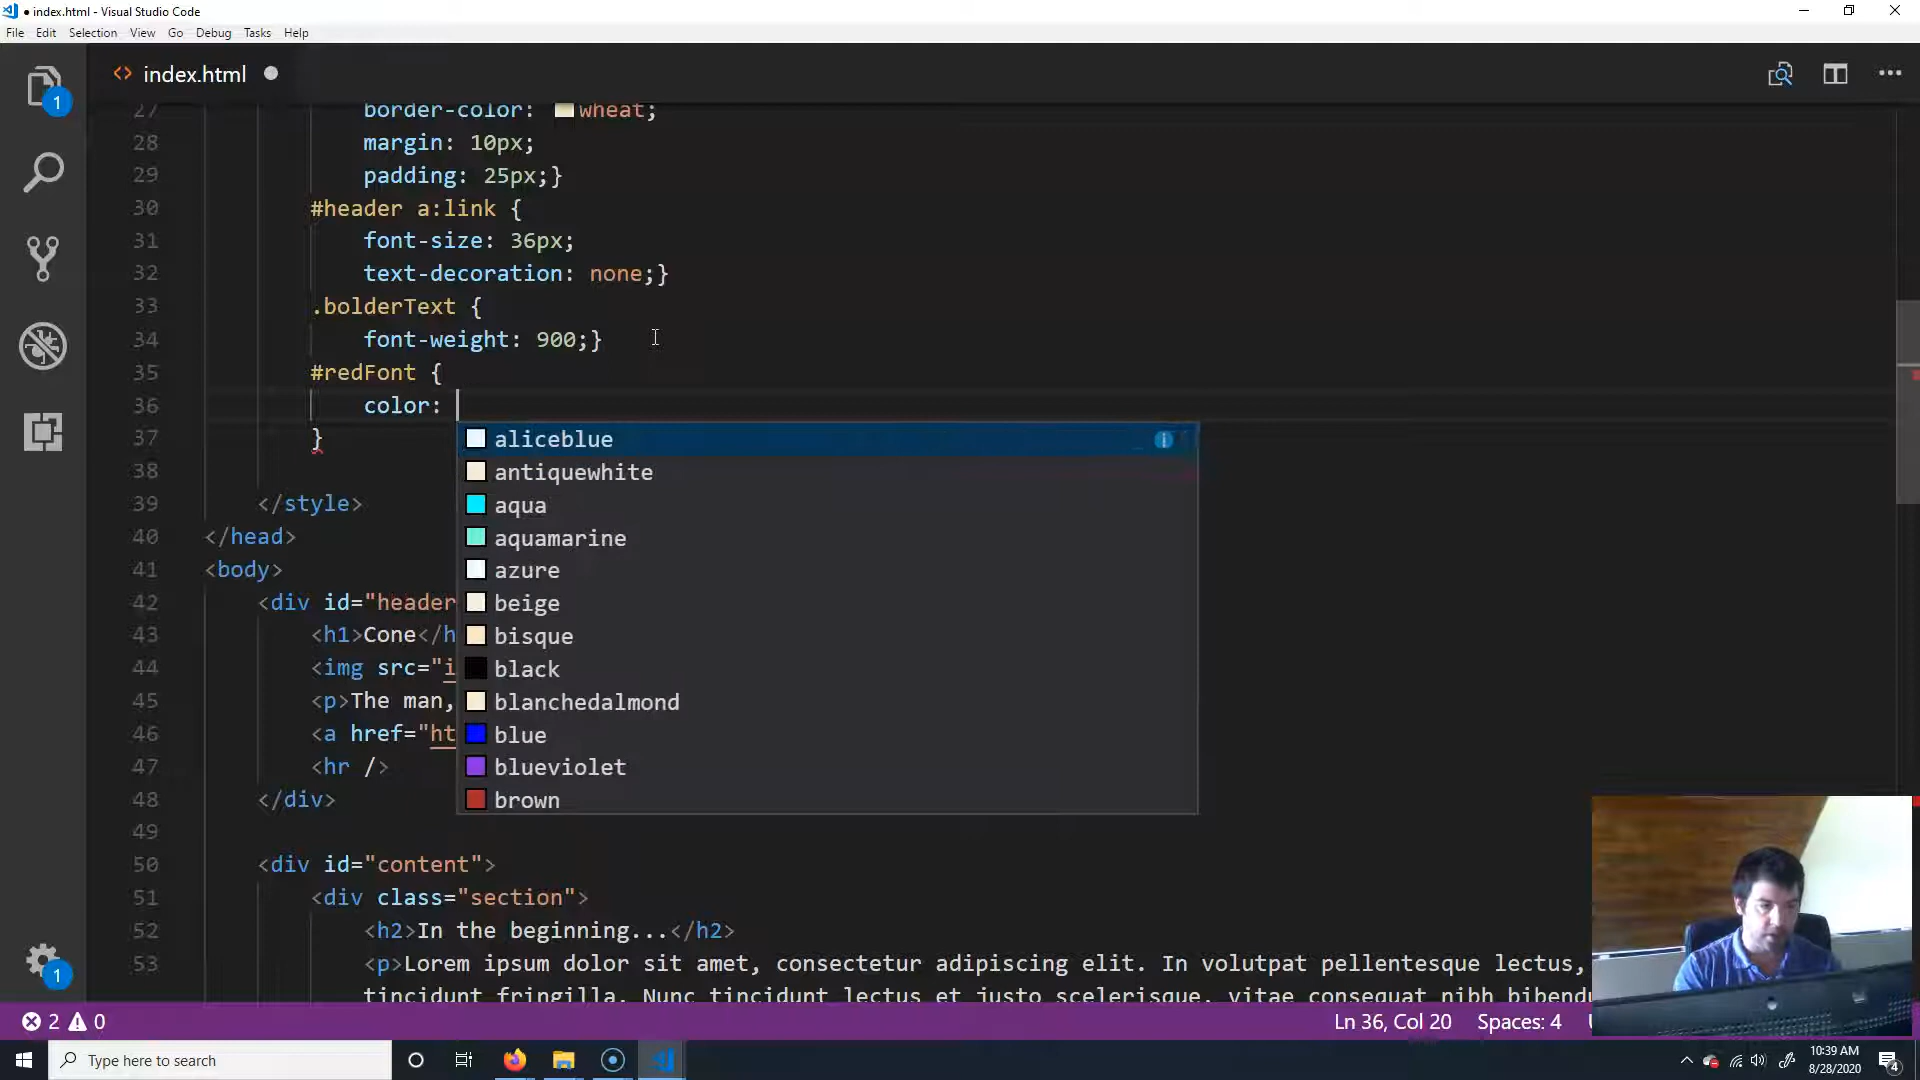 index.html - Visual Studio Code
File Edit Selection View Go Debug Tasks Help
1
index.html
27 border-color: wheat;
28 margin: 10px;
29 padding: 25px;}
30 #header a:link {
31 font-size: 36px;
32 text-decoration: none;}
33 .bolderText {
34 font-weight: 900;}
35 #redFont {
36 color:
37 }
38
39 </style>
40 </head>
41 <body>
42 <div id="header
43 <h1>Cone</h
44 <img src="i
45 <p>The man,
46 <a href="ht
47 <hr />
48 </div>
49
50 <div id="content">
51 <div class="section">
52 <h2>In the beginning...</h2>
53 <p>Lorem ipsum dolor sit amet, consectetur adipiscing elit. In volutpat pellentesque lectus,
tincidunt fringilla. Nunc tincidunt lectus et justo scelerisque, vitae consequat nibh
aliceblue
antiquewhite
aqua
aquamarine
azure
beige
bisque
black
blanchedalmond
blue
blueviolet
brown
1
2 0 Ln 36, Col 20 Spaces: 4
Type here to search
10:39 AM
8/28/2020
4